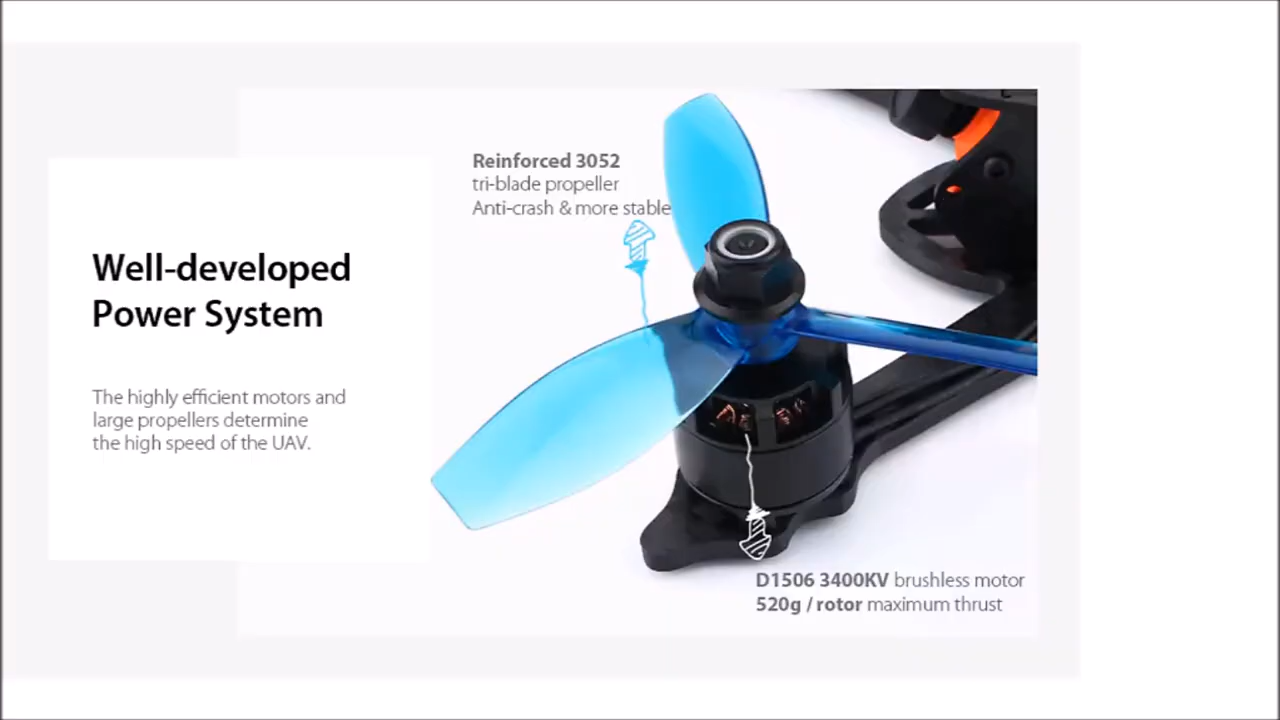 Reinforced 3052
tri-blade propeller
Anti-crash & more stable
Well-developed
Power System
The highly efficient motors and
large propellers determine
the high speed of the UAV.
D1506 3400KV brushless motor
520g / rotor maximum thrust